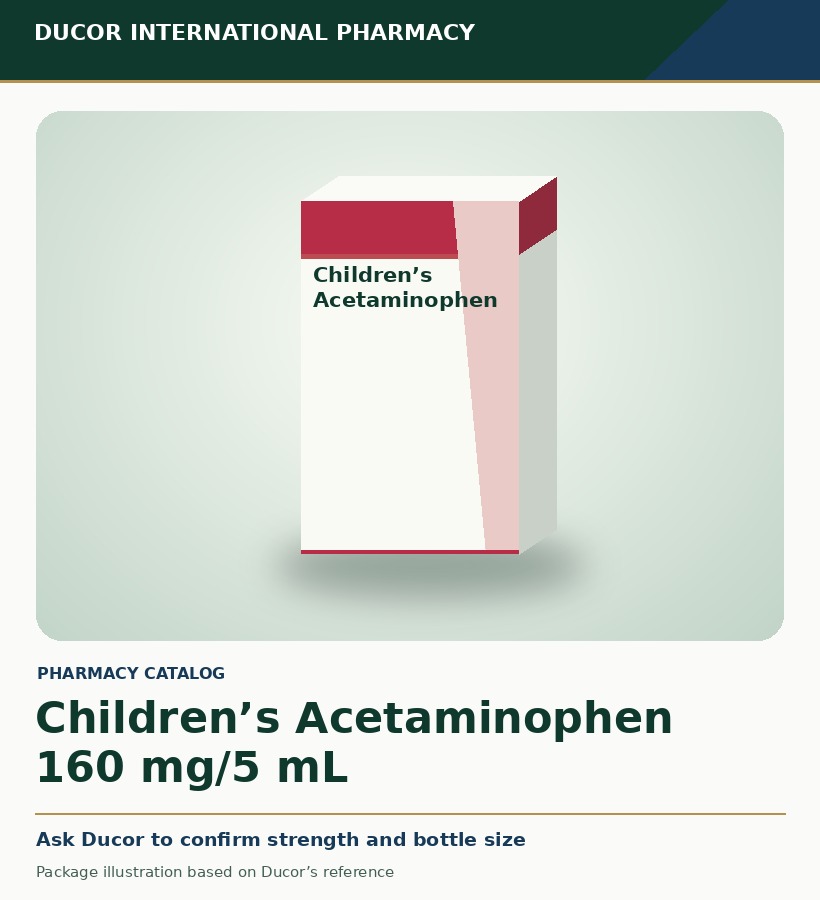 DUCOR INTERNATIONAL PHARMACY
Children’s
Acetaminophen
PHARMACY CATALOG
Children’s Acetaminophen
160 mg/5 mL
Ask Ducor to confirm strength and bottle size
Package illustration based on Ducor’s reference